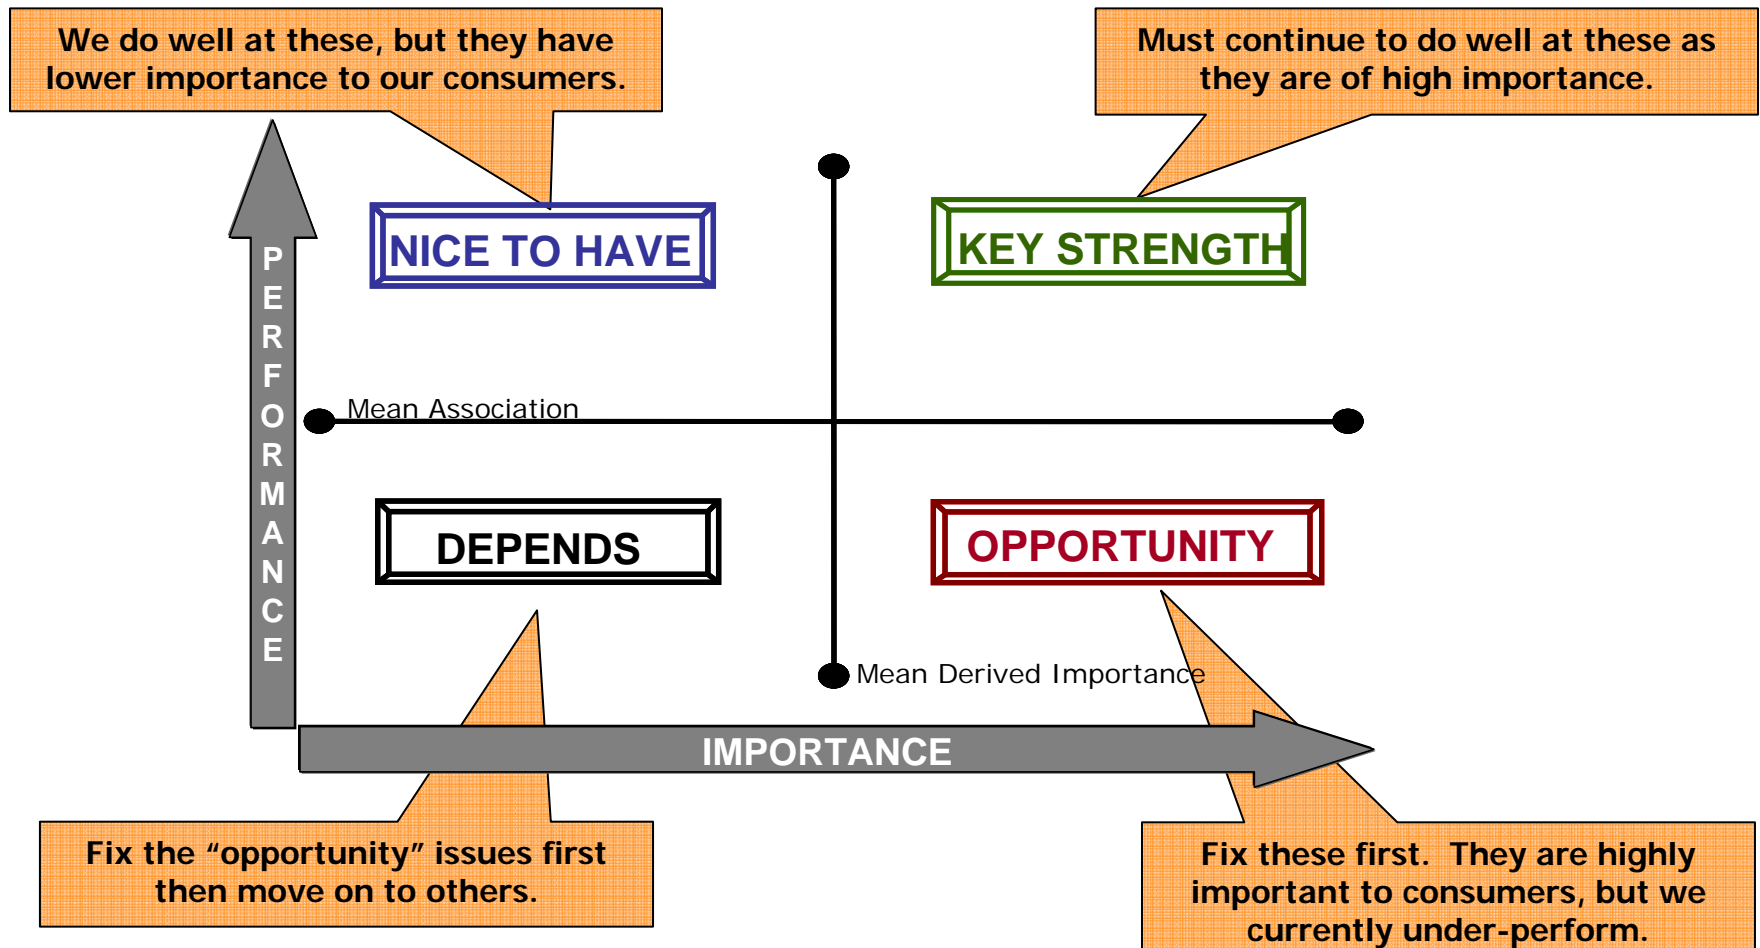 We do well at these, but they have
lower importance to our consumers.
Must continue to do well at these as
they are of high importance.
NICE TO HAVE
KEY STRENGTH
PERFORMANCE
Mean Association
DEPENDS
OPPORTUNITY
Mean Derived Importance
IMPORTANCE
Fix the “opportunity” issues first
then move on to others.
Fix these first.  They are highly
important to consumers, but we
currently under-perform.